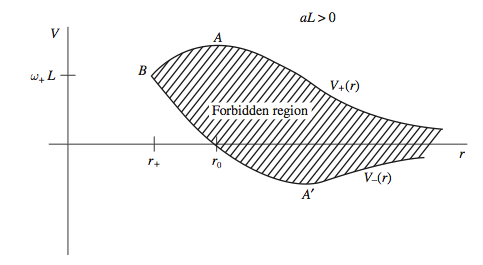 aL > 0
V
A
B
ω₊ L
V₊(r)
Forbidden region
r₊
r₀
r
V₋(r)
A′